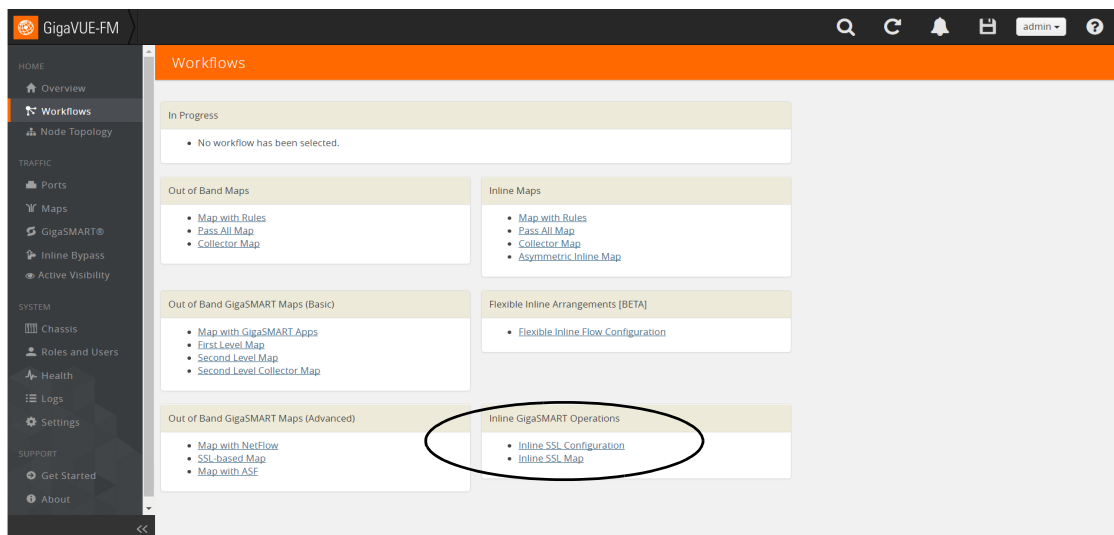 GigaVUE-FM
admin
HOME
Overview
Workflows
Node Topology
TRAFFIC
Ports
Maps
GigaSMART®
Inline Bypass
Active Visibility
SYSTEM
Chassis
Roles and Users
Health
Logs
Settings
SUPPORT
Get Started
About
Workflows
In Progress
No workflow has been selected.
Out of Band Maps
Map with Rules
Pass All Map
Collector Map
Inline Maps
Map with Rules
Pass All Map
Collector Map
Asymmetric Inline Map
Out of Band GigaSMART Maps (Basic)
Map with GigaSMART Apps
First Level Map
Second Level Map
Second Level Collector Map
Flexible Inline Arrangements [BETA]
Flexible Inline Flow Configuration
Out of Band GigaSMART Maps (Advanced)
Map with NetFlow
SSL-based Map
Map with ASF
Inline GigaSMART Operations
Inline SSL Configuration
Inline SSL Map